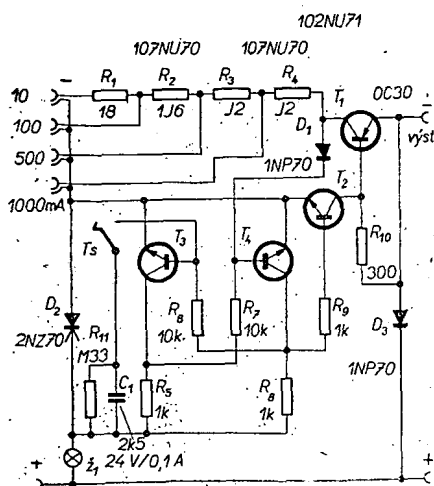 102NU71
107NU70 107NU70
− R1 R2 R3 R4 T1 0C30 −
10
18 1J6 J2 J2
100
D1
výst
500
1NP70
T2
1000mA
Ts T3 T4 R10
300
D2 R6 R7 R9 D3
2NZ70 R11 10k 10k 1k
M33 1NP70
C1 R5 R8
1k 1k
2k5
24 V/0,1 A
ž1
+ +